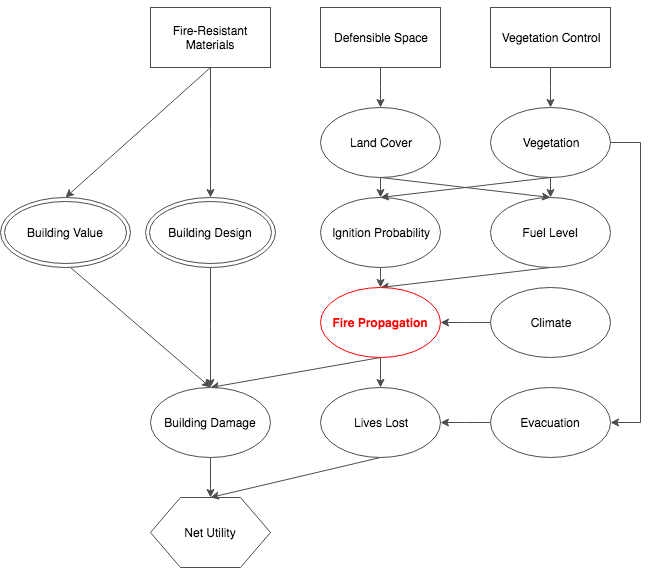 Fire-Resistant
Materials
Defensible Space
Vegetation Control
Land Cover
Vegetation
Building Value
Building Design
Ignition Probability
Fuel Level
Fire Propagation
Climate
Building Damage
Lives Lost
Evacuation
Net Utility